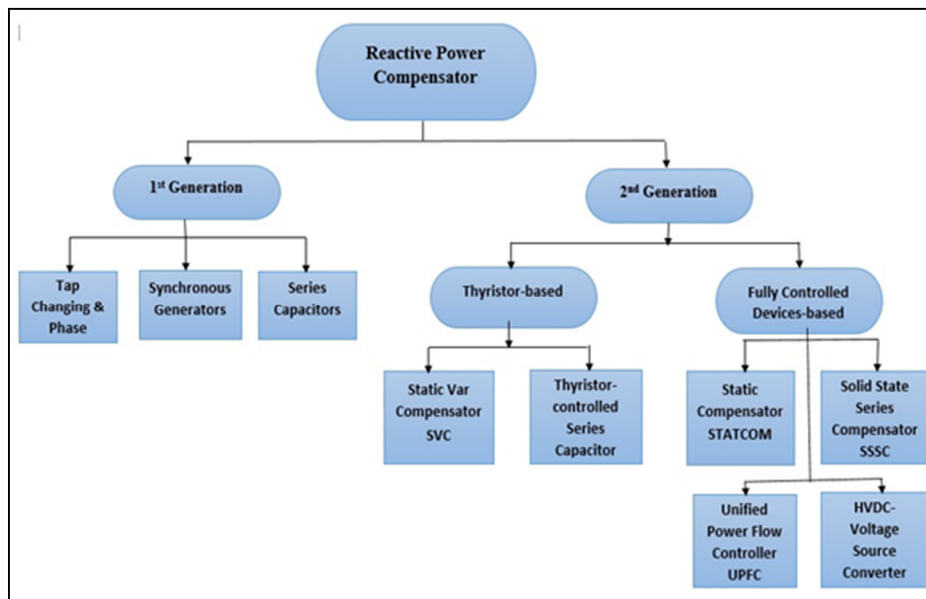 Reactive Power
Compensator
1st Generation
2nd Generation
Tap
Changing &
Phase
Synchronous
Generators
Series
Capacitors
Thyristor-based
Fully Controlled
Devices-based
Static Var
Compensator
SVC
Thyristor-
controlled
Series
Capacitor
Static
Compensator
STATCOM
Solid State
Series
Compensator
SSSC
Unified
Power Flow
Controller
UPFC
HVDC-
Voltage
Source
Converter